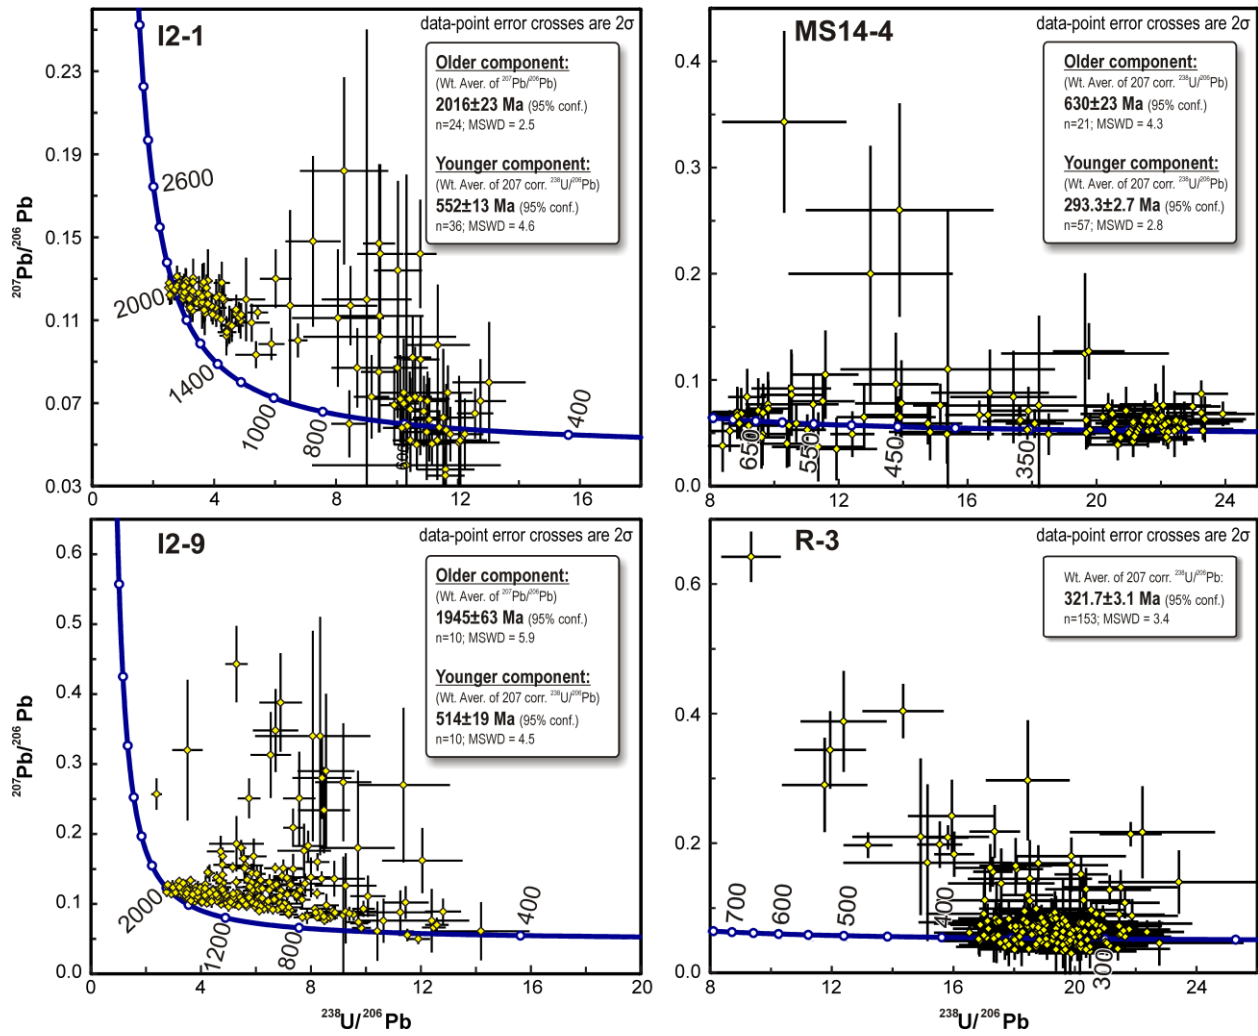 I2-1
data-point error crosses are 2σ
Older component:
(Wt. Aver. of ²⁰⁷Pb/²⁰⁶Pb)
2016±23 Ma (95% conf.)
n=24; MSWD = 2.5
Younger component:
(Wt. Aver. of 207 corr. ²³⁸U/²⁰⁶Pb)
552±13 Ma (95% conf.)
n=36; MSWD = 4.6
²⁰⁷Pb/²⁰⁶Pb
0.23
0.19
0.15
0.11
0.07
0.03
2600
2000
1400
1000
800
600
400
0 4 8 12 16
MS14-4
data-point error crosses are 2σ
Older component:
(Wt. Aver of 207 corr. ²³⁸U/²⁰⁶Pb)
630±23 Ma (95% conf.)
n=21; MSWD = 4.3
Younger component:
(Wt. Aver. of 207 corr. ²³⁸U/²⁰⁶Pb)
293.3±2.7 Ma (95% conf.)
n=57; MSWD = 2.8
0.4
0.3
0.2
0.1
0.0
650
550
450
350
8 12 16 20 24
I2-9
data-point error crosses are 2σ
Older component:
(Wt. Aver. of ²⁰⁷Pb/²⁰⁶Pb)
1945±63 Ma (95% conf.)
n=10; MSWD = 5.9
Younger component:
(Wt. Aver. of 207 corr. ²³⁸U/²⁰⁶Pb)
514±19 Ma (95% conf.)
n=10; MSWD = 4.5
²⁰⁷Pb/²⁰⁶Pb
0.6
0.5
0.4
0.3
0.2
0.1
0.0
2000
1200
800
400
0 4 8 12 16 20
²³⁸U/²⁰⁶Pb
R-3
data-point error crosses are 2σ
Wt. Aver of 207 corr. ²³⁸U/²⁰⁶Pb:
321.7±3.1 Ma (95% conf.)
n=153; MSWD = 3.4
0.6
0.4
0.2
0.0
700
600
500
400
300
8 12 16 20 24
²³⁸U/²⁰⁶Pb